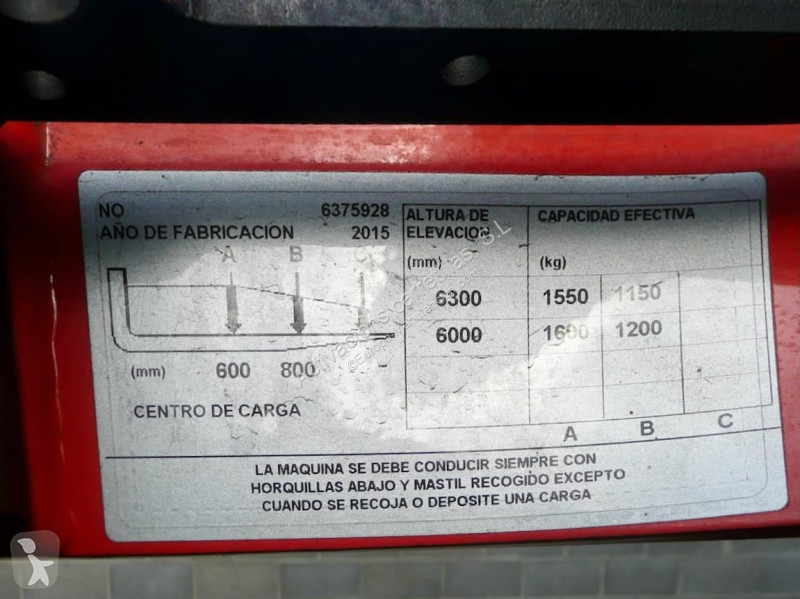 NO 6375928
AÑO DE FABRICACION 2015
A B C
(mm) 600 800
CENTRO DE CARGA
ALTURA DE ELEVACION
(mm)
CAPACIDAD EFECTIVA
(kg)
6300 1550 1150
6000 1600 1200
A B C
LA MAQUINA SE DEBE CONDUCIR SIEMPRE CON
HORQUILLAS ABAJO Y MASTIL RECOGIDO EXCEPTO
CUANDO SE RECOJA O DEPOSITE UNA CARGA